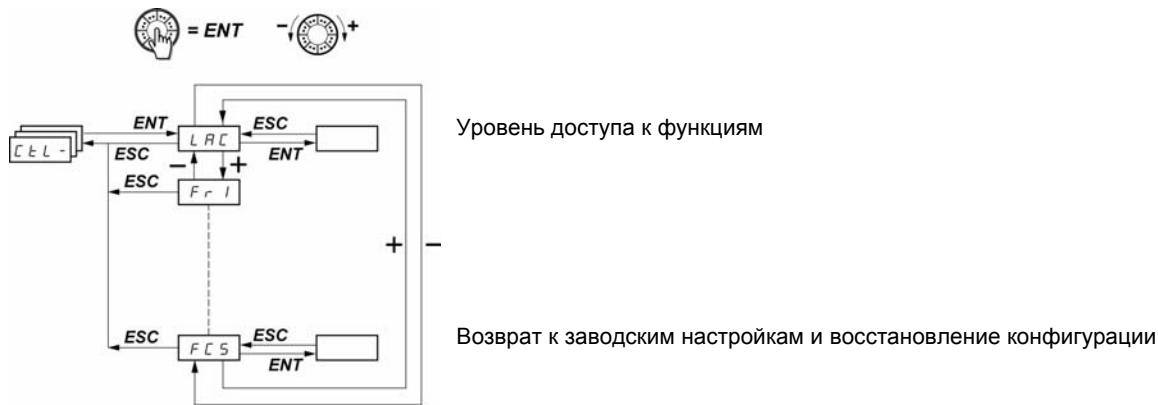 = ENT - +
ENT ESC
Уровень доступа к функциям
CtL - LAC
ESC ENT
- +
ESC
Fr1
+ -
ESC ESC
Возврат к заводским настройкам и восстановление конфигурации
FCS
ENT